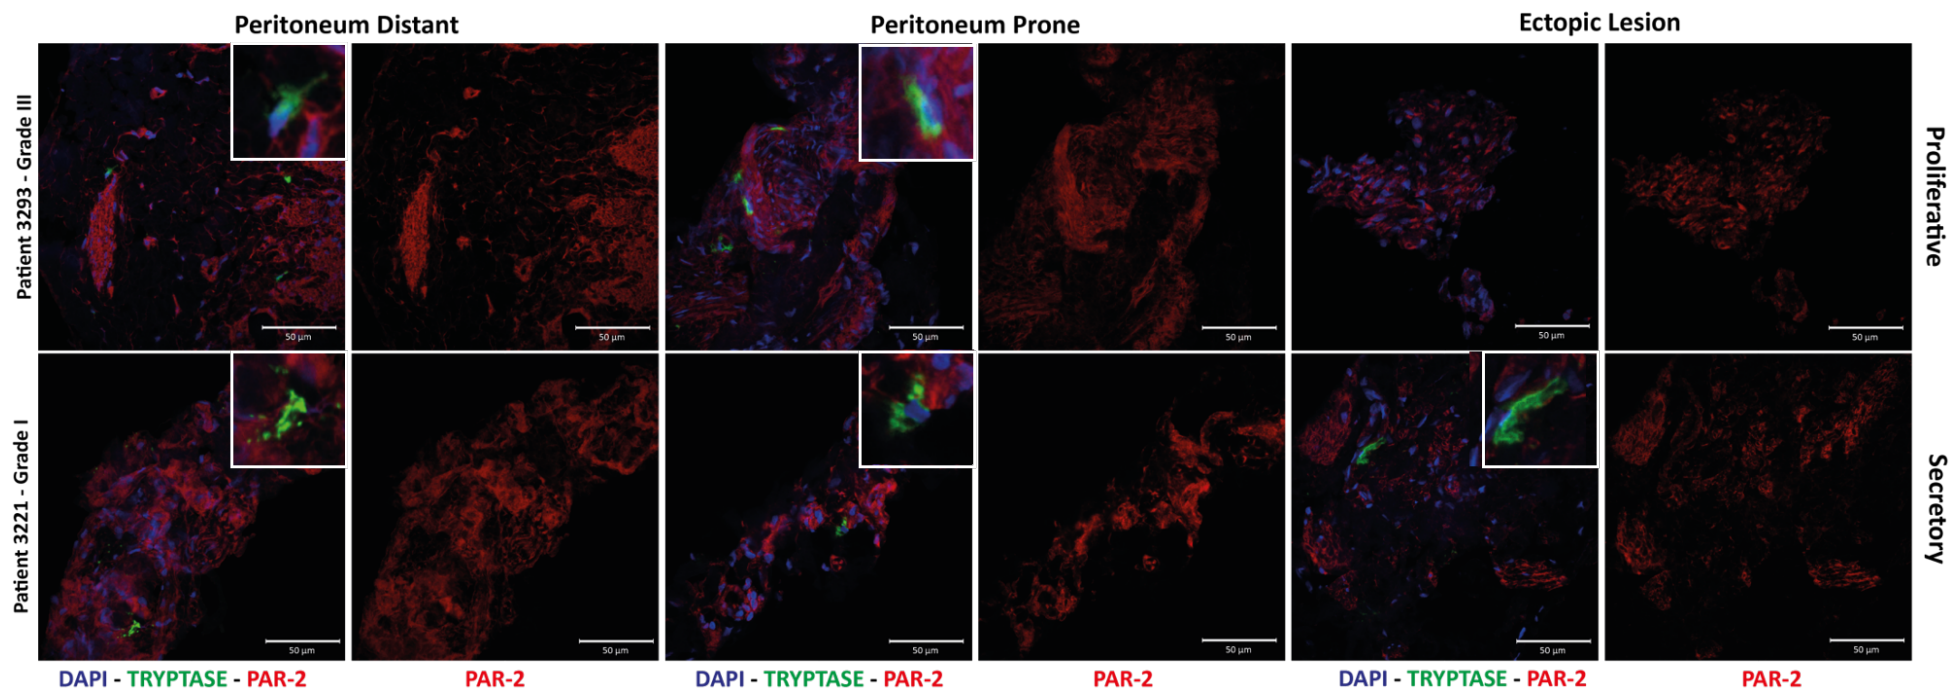 Peritoneum Distant
Peritoneum Prone
Ectopic Lesion
Patient 3293 - Grade III
50 µm
50 µm
50 µm
50 µm
50 µm
50 µm
Proliferative
Patient 3221 - Grade I
50 µm
50 µm
50 µm
50 µm
50 µm
50 µm
Secretory
DAPI - TRYPTASE - PAR-2
PAR-2
DAPI - TRYPTASE - PAR-2
PAR-2
DAPI - TRYPTASE - PAR-2
PAR-2